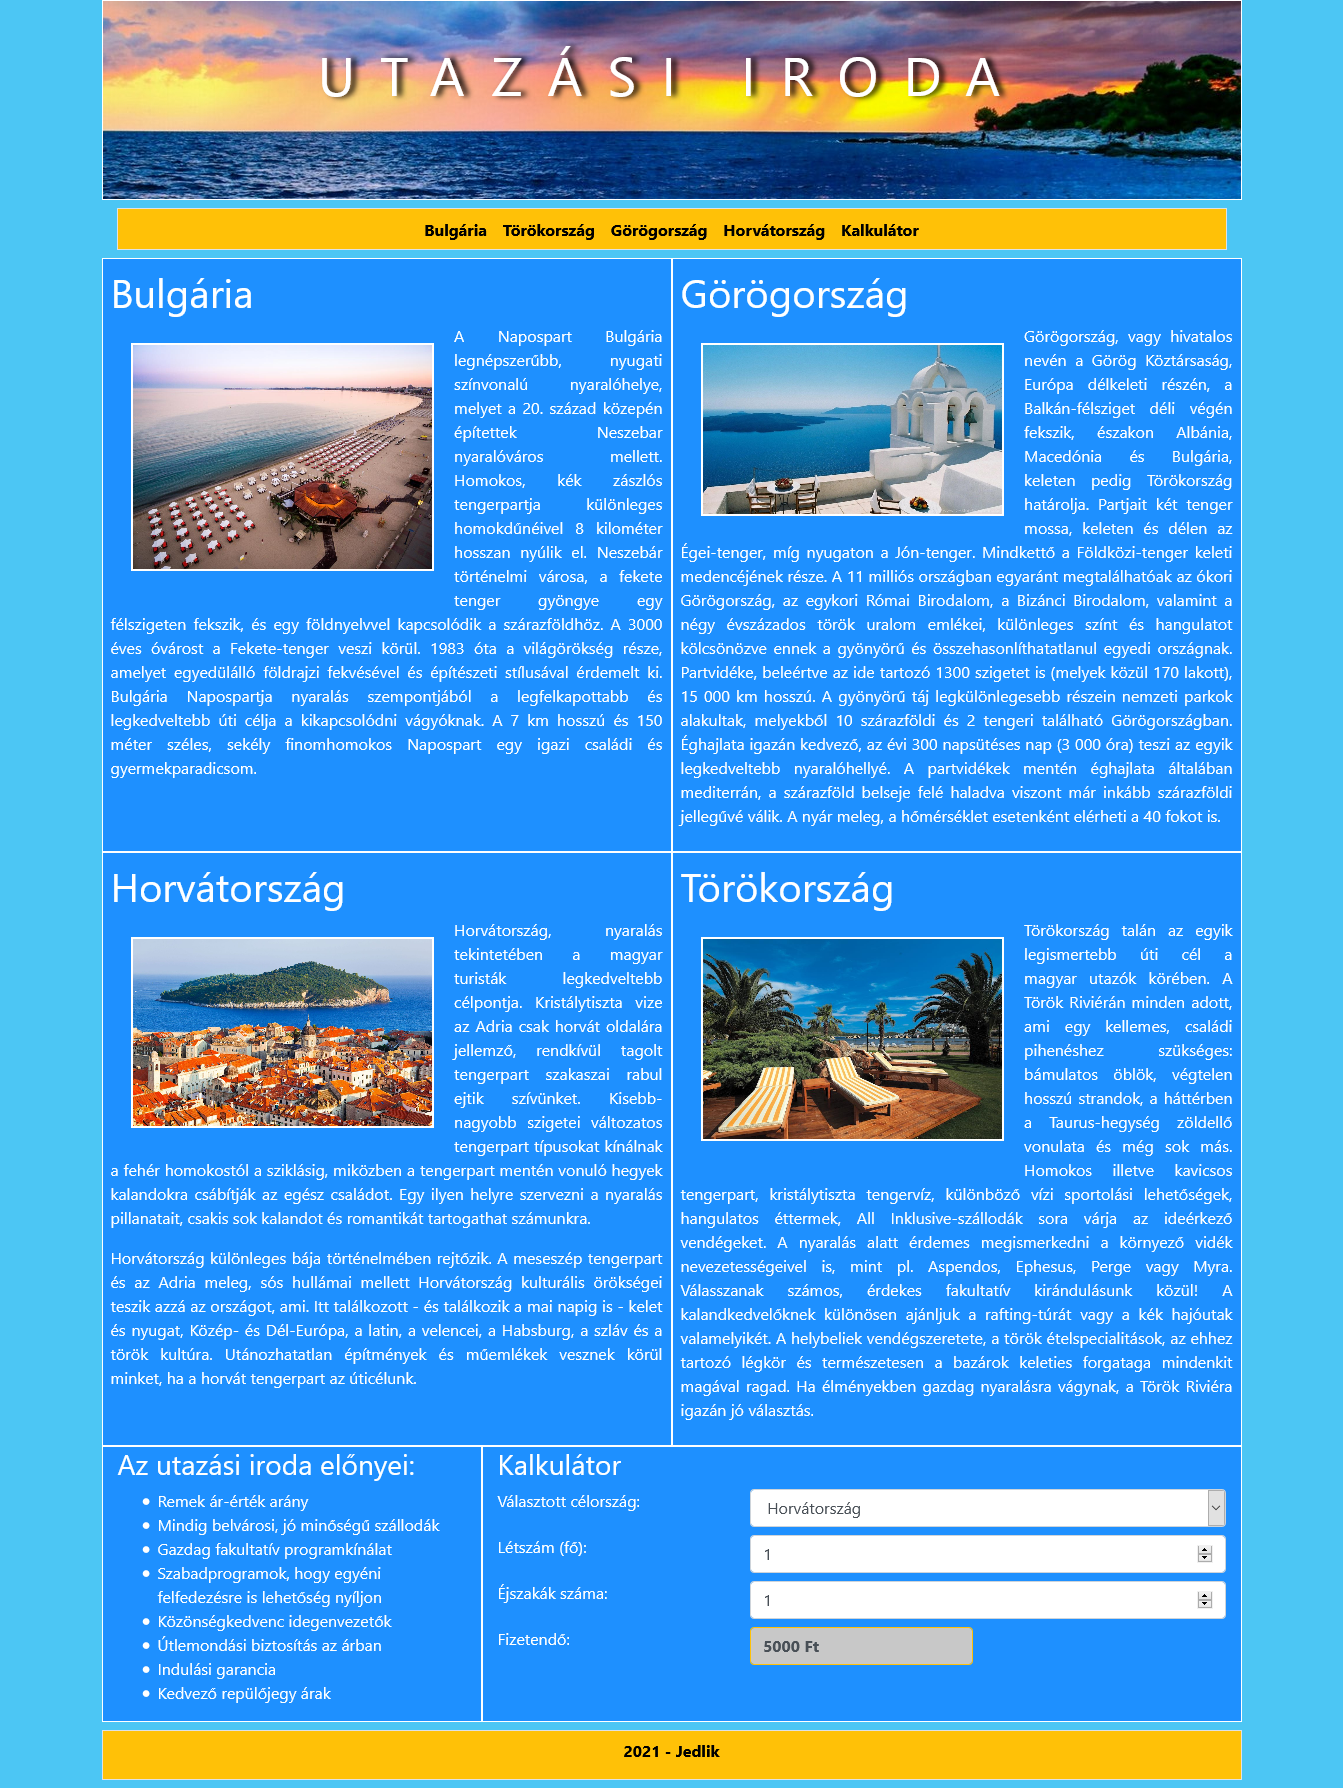 UTAZÁSI IRODA
Bulgária Törökország Görögország Horvátország Kalkulátor
Bulgária
A Napospart Bulgária
legnépszerűbb, nyugati
színvonalú nyaralóhelye,
melyet a 20. század közepén
építettek Neszebar
nyaralóváros mellett.
Homokos, kék zászlós
tengerpartja különleges
homokdűnéivel 8 kilométer
hosszan nyúlik el. Neszebár
történelmi városa, a fekete
tenger gyöngye egy
félszigeten fekszik, és egy földnyelvvel kapcsolódik a szárazföldhöz. A 3000
éves óvárost a Fekete-tenger veszi körül. 1983 óta a világörökség része,
amelyet egyedülálló földrajzi fekvésével és építészeti stílusával érdemelt ki.
Bulgária Napospartja nyaralás szempontjából a legfelkapottabb és
legkedveltebb úti célja a kikapcsolódni vágyóknak. A 7 km hosszú és 150
méter széles, sekély finomhomokos Napospart egy igazi családi és
gyermekparadicsom.
Görögország
Görögország, vagy hivatalos
nevén a Görög Köztársaság,
Európa délkeleti részén, a
Balkán-félsziget déli végén
fekszik, északon Albánia,
Macedónia és Bulgária,
keleten pedig Törökország
határolja. Partjait két tenger
mossa, keleten és délen az
Égei-tenger, míg nyugaton a Jón-tenger. Mindkettő a Földközi-tenger keleti
medencéjének része. A 11 milliós országban egyaránt megtalálhatóak az ókori
Görögország, az egykori Római Birodalom, a Bizánci Birodalom, valamint a
négy évszázados török uralom emlékei, különleges színt és hangulatot
kölcsönözve ennek a gyönyörű és összehasonlíthatatlanul egyedi országnak.
Partvidéke, beleértve az ide tartozó 1300 szigetet is (melyek közül 170 lakott),
15 000 km hosszú. A gyönyörű táj legkülönlegesebb részein nemzeti parkok
alakultak, melyekből 10 szárazföldi és 2 tengeri található Görögországban.
Éghajlata igazán kedvező, az évi 300 napsütéses nap (3 000 óra) teszi az egyik
legkedveltebb nyaralóhellyé. A partvidékek mentén éghajlata általában
mediterrán, a szárazföld belseje felé haladva viszont már inkább szárazföldi
jellegűvé válik. A nyár meleg, a hőmérséklet esetenként elérheti a 40 fokot is.
Horvátország
Horvátország, nyaralás
tekintetében a magyar
turisták legkedveltebb
célpontja. Kristálytiszta vize
az Adria csak horvát oldalára
jellemző, rendkívül tagolt
tengerpart szakaszai rabul
ejtik szívünket. Kisebb-
nagyobb szigetei változatos
tengerpart típusokat kínálnak
a fehér homokostól a sziklásig, miközben a tengerpart mentén vonuló hegyek
kalandokra csábítják az egész családot. Egy ilyen helyre szervezni a nyaralás
pillanatait, csakis sok kalandot és romantikát tartogathat számunkra.
Horvátország különleges bája történelmében rejtőzik. A meseszép tengerpart
és az Adria meleg, sós hullámai mellett Horvátország kulturális örökségei
teszik azzá az országot, ami. Itt találkozott - és találkozik a mai napig is - kelet
és nyugat, Közép- és Dél-Európa, a latin, a velencei, a Habsburg, a szláv és a
török kultúra. Utánozhatatlan építmények és műemlékek vesznek körül
minket, ha a horvát tengerpart az úticélunk.
Törökország
Törökország talán az egyik
legismertebb úti cél a
magyar utazók körében. A
Török Riviérán minden adott,
ami egy kellemes, családi
pihenéshez szükséges:
bámulatos öblök, végtelen
hosszú strandok, a háttérben
a Taurus-hegység zöldellő
vonulata és még sok más.
Homokos illetve kavicsos
tengerpart, kristálytiszta tengervíz, különböző vízi sportolási lehetőségek,
hangulatos éttermek, All Inklusive-szállodák sora várja az ideérkező
vendégeket. A nyaralás alatt érdemes megismerkedni a környező vidék
nevezetességeivel is, mint pl. Aspendos, Ephesus, Perge vagy Myra.
Válasszanak számos, érdekes fakultatív kirándulásunk közül! A
kalandkedvelőknek különösen ajánljuk a rafting-túrát vagy a kék hajóutak
valamelyikét. A helybeliek vendégszeretete, a török ételspecialitások, az ehhez
tartozó légkör és természetesen a bazárok keleties forgataga mindenkit
magával ragad. Ha élményekben gazdag nyaralásra vágynak, a Török Riviéra
igazán jó választás.
Az utazási iroda előnyei:
Remek ár-érték arány
Mindig belvárosi, jó minőségű szállodák
Gazdag fakultatív programkínálat
Szabadprogramok, hogy egyéni
felfedezésre is lehetőség nyíljon
Közönségkedvenc idegenvezetők
Útlemondási biztosítás az árban
Indulási garancia
Kedvező repülőjegy árak
Kalkulátor
Választott célország: Horvátország
Létszám (fő): 1
Éjszakák száma: 1
Fizetendő: 5000 Ft
2021 - Jedlik